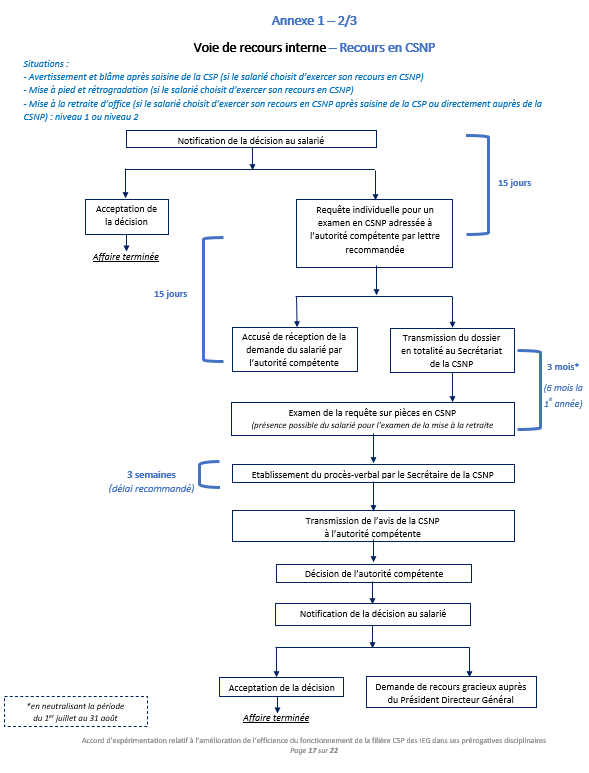 Annexe 1 – 2/3
Voie de recours interne – Recours en CSNP
Situations :
- Avertissement et blâme après saisine de la CSP (si le salarié choisit d'exercer son recours en CSNP)
- Mise à pied et rétrogradation (si le salarié choisit d'exercer son recours en CSNP)
- Mise à la retraite d'office (si le salarié choisit d'exercer son recours en CSNP après saisine de la CSP ou directement auprès de la
CSNP) : niveau 1 ou niveau 2
Notification de la décision au salarié
15 jours
Acceptation de
la décision
Affaire terminée
Requête individuelle pour un
examen en CSNP adressée à
l'autorité compétente par lettre
recommandée
15 jours
Accusé de réception de la
demande du salarié par
l'autorité compétente
Transmission du dossier
en totalité au Secrétariat
de la CSNP
3 mois*
(6 mois la
1e année)
Examen de la requête sur pièces en CSNP
(présence possible du salarié pour l'examen de la mise à la retraite
3 semaines
(délai recommandé)
Etablissement du procès-verbal par le Secrétaire de la CSNP
Transmission de l'avis de la CSNP
à l'autorité compétente
Décision de l'autorité compétente
Notification de la décision au salarié
Acceptation de la décision
Affaire terminée
Demande de recours gracieux auprès
du Président Directeur Général
*en neutralisant la période
du 1er juillet au 31 août
Accord d'expérimentation relatif à l'amélioration de l'efficience du fonctionnement de la filière CSP des IEG dans ses prérogatives disciplinaires
Page 17 sur 22